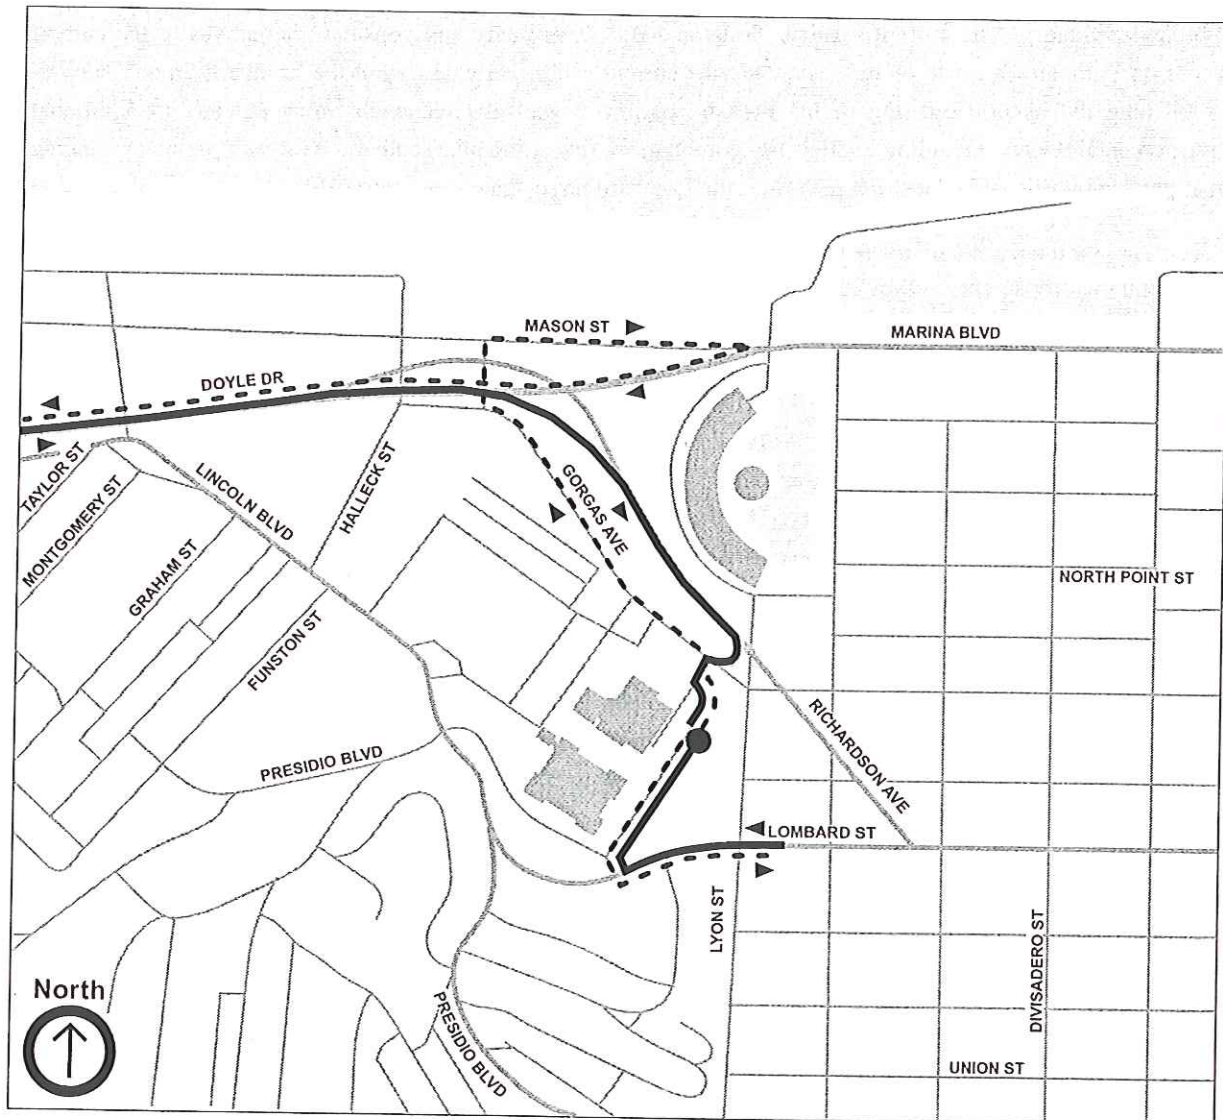 MASON ST
MARINA BLVD
DOYLE DR
TAYLOR ST
MONTGOMERY ST
LINCOLN BLVD
HALLECK ST
GORGAS AVE
GRAHAM ST
NORTH POINT ST
FUNSTON ST
PRESIDIO BLVD
RICHARDSON AVE
LOMBARD ST
LYON ST
DIVISADERO ST
North
PRESIDIO BLVD
UNION ST